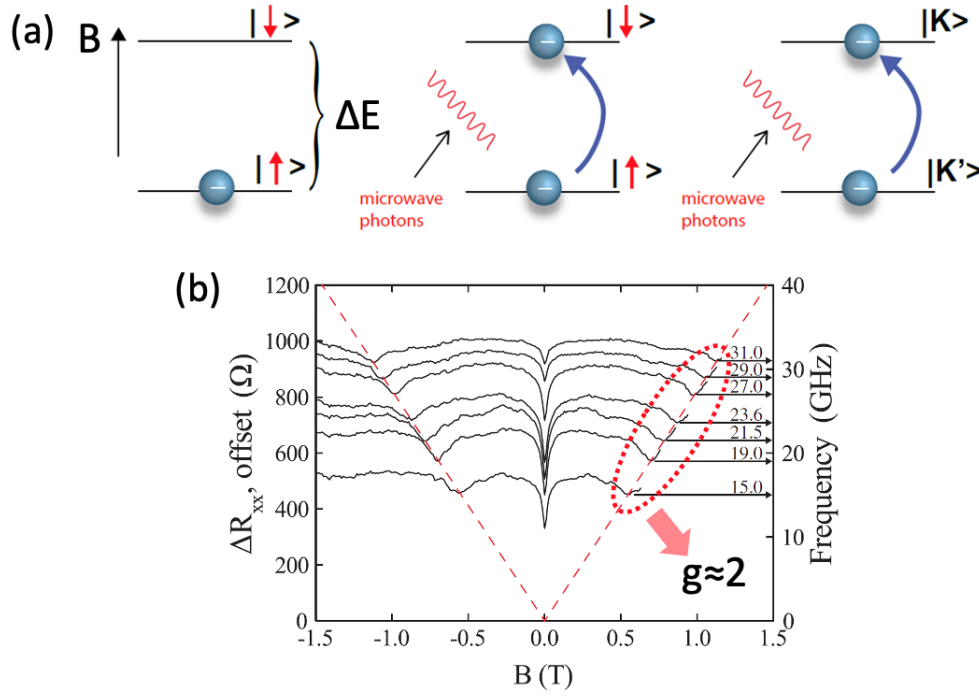 (a)
B
|↓>
|↑>
ΔE
microwave
photons
|↓>
|↑>
microwave
photons
|K>
|K'>
(b)
ΔR_xx, offset (Ω)
1200
1000
800
600
400
200
0
-1.5 -1.0 -0.5 0.0 0.5 1.0 1.5
B (T)
40
30
20
10
0
Frequency (GHz)
31.0
29.0
27.0
23.6
21.5
19.0
15.0
g≈2